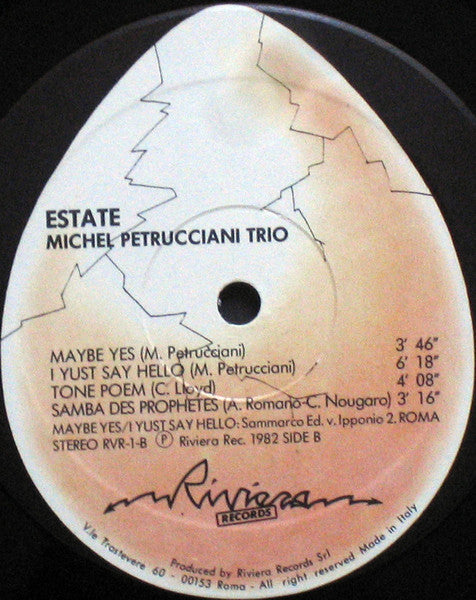 ESTATE
MICHEL PETRUCCIANI TRIO
MAYBE YES (M. Petrucciani) 3' 46"
I YUST SAY HELLO (M. Petrucciani) 6' 18"
TONE POEM (C. Lloyd) 4' 08"
SAMBA DES PROPHETES (A. Romano-C. Nougaro) 3' 16"
MAYBE YES/I YUST SAY HELLO: Sammarco Ed. v. Ipponio 2. ROMA
STEREO RVR-1-B Ⓟ Riviera Rec. 1982 SIDE B
Riviera
RECORDS
Produced by Riviera Records Srl
V.le Trastevere 60 - 00153 Roma - All right reserved Made in Italy